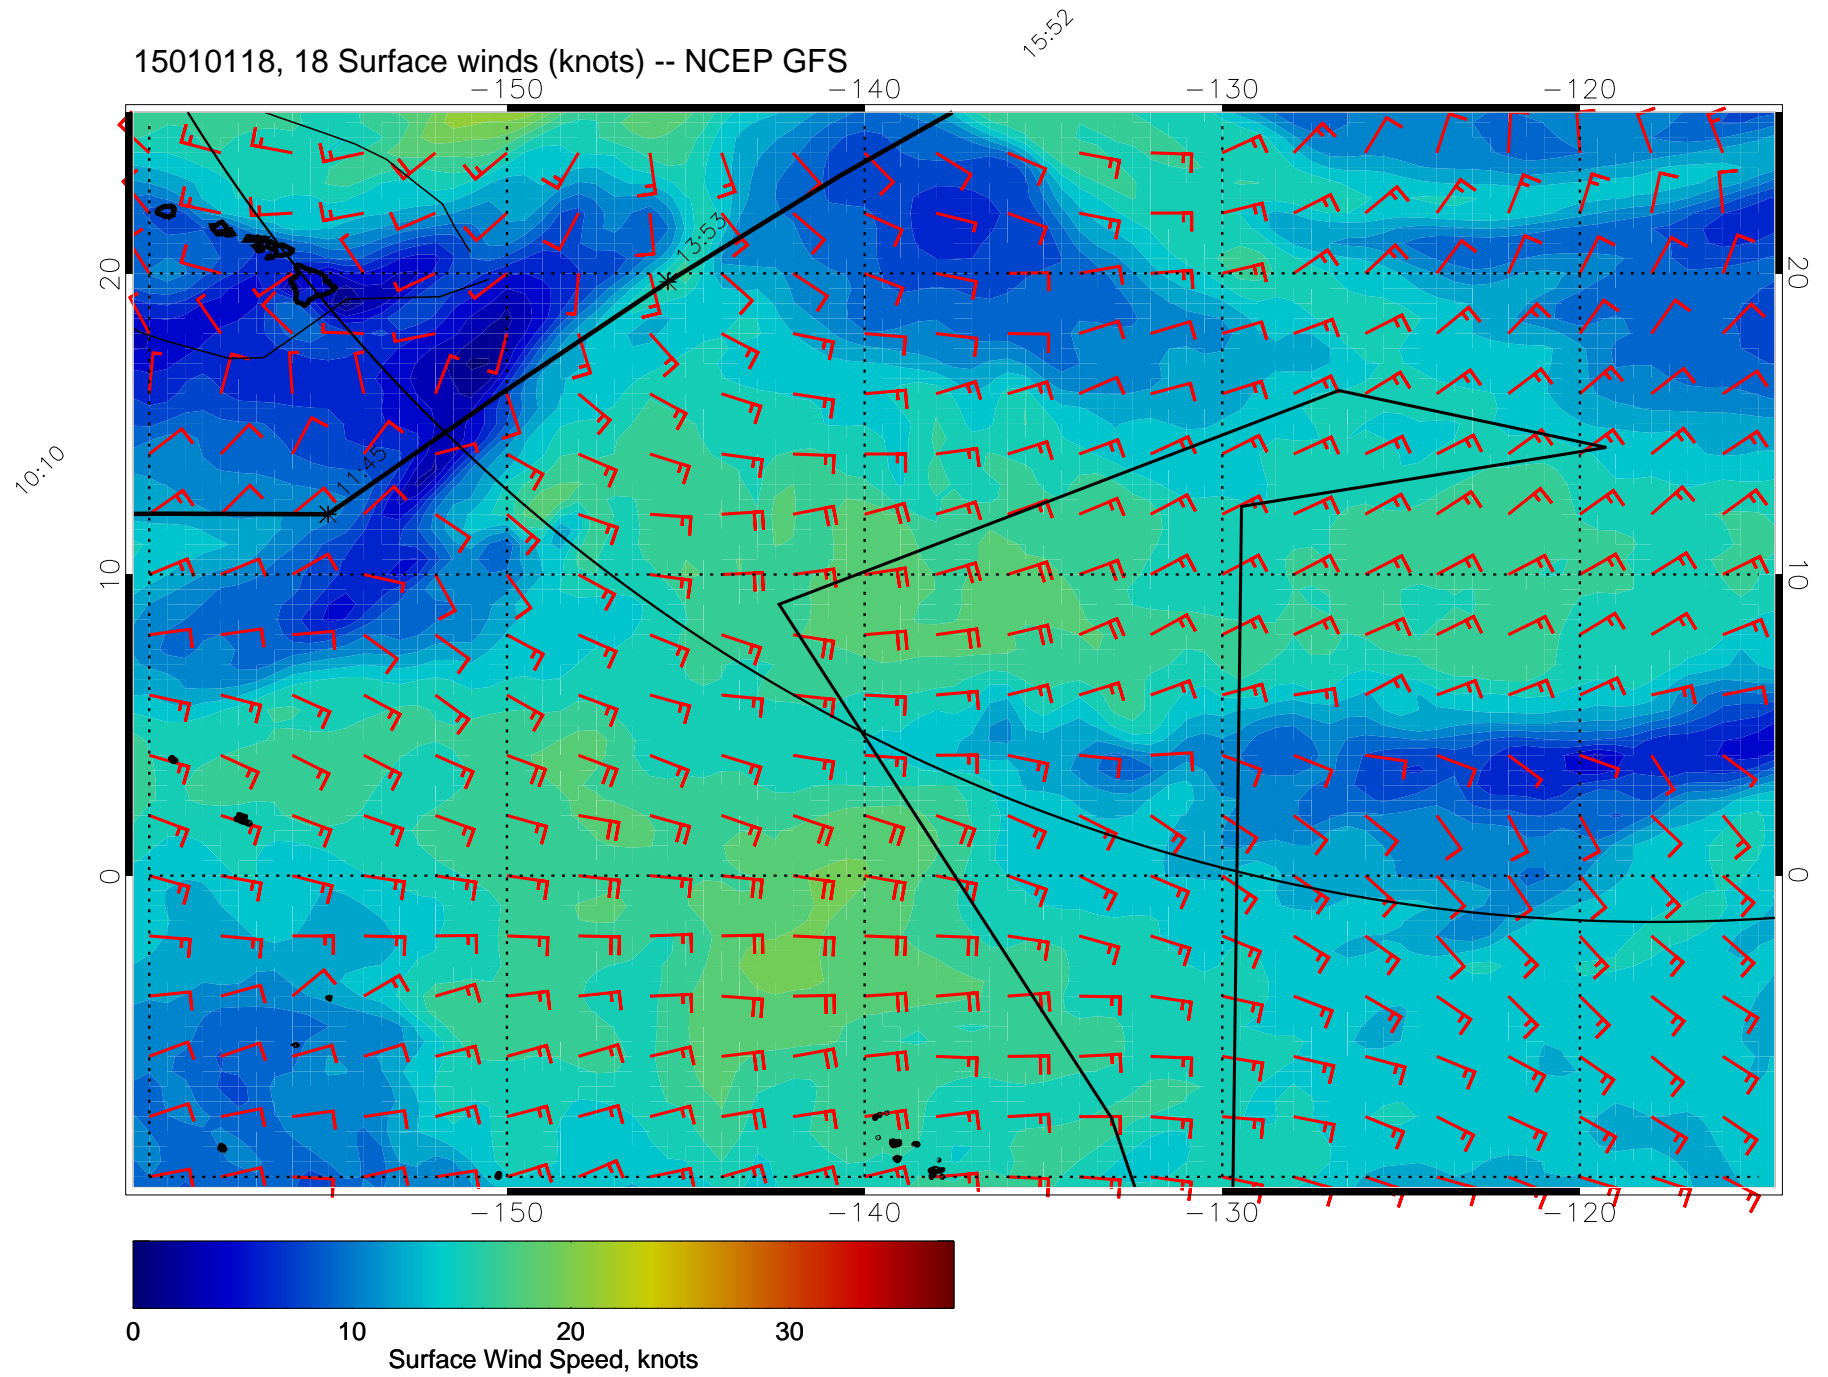 15:52
15010118, 18 Surface winds (knots) -- NCEP GFS
−150 −140 −130 −120
13:53
20 20
10:10
11:45
10 10
0 0
−150 −140 −130 −120
0 10 20 30
Surface Wind Speed, knots